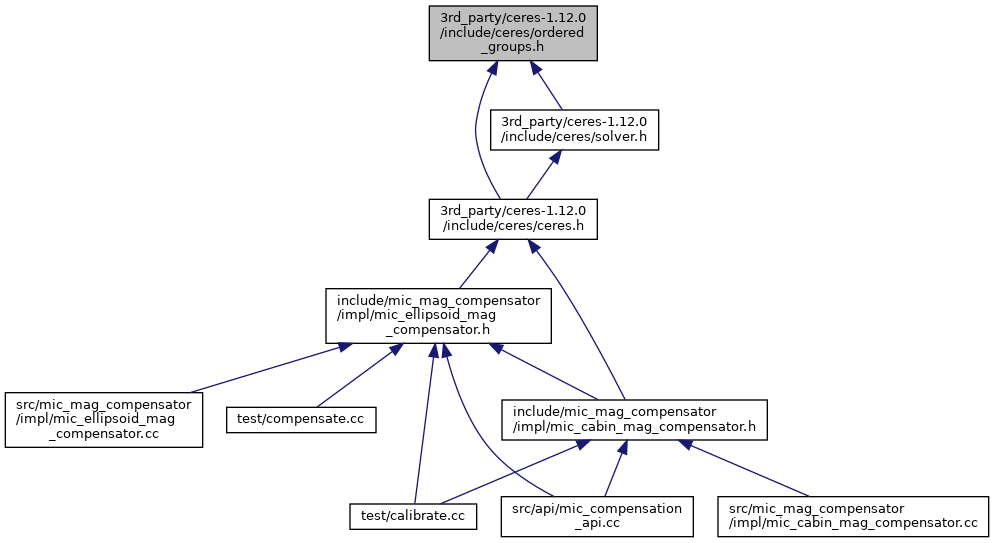 3rd_party/ceres-1.12.0
/include/ceres/ordered
_groups.h
3rd_party/ceres-1.12.0
/include/ceres/solver.h
3rd_party/ceres-1.12.0
/include/ceres/ceres.h
include/mic_mag_compensator
/impl/mic_ellipsoid_mag
_compensator.h
src/mic_mag_compensator
/impl/mic_ellipsoid_mag
_compensator.cc
test/compensate.cc
include/mic_mag_compensator
/impl/mic_cabin_mag_compensator.h
test/calibrate.cc
src/api/mic_compensation
_api.cc
src/mic_mag_compensator
/impl/mic_cabin_mag_compensator.cc